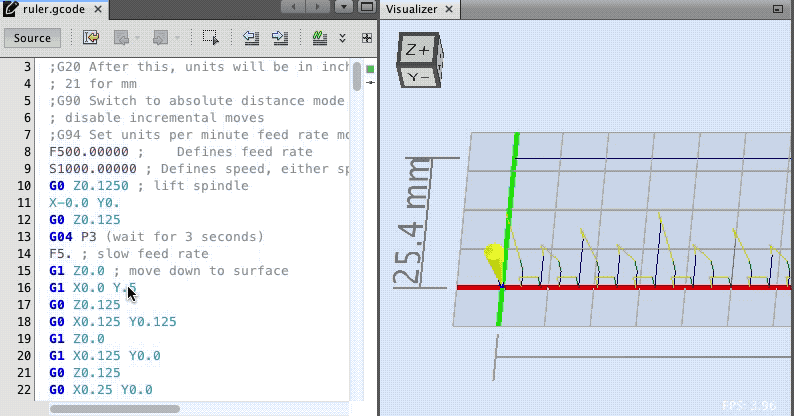 ruler.gcode
Source
3 ;G20 After this, units will be in inch
4 ; 21 for mm
5 ;G90 Switch to absolute distance mode
6 ; disable incremental moves
7 ;G94 Set units per minute feed rate mo
8 F500.00000 ;    Defines feed rate
9 S1000.00000 ; Defines speed, either sp
10 G0 Z0.1250 ; lift spindle
11 X-0.0 Y0.
12 G0 Z0.125
13 G04 P3 (wait for 3 seconds)
14 F5. ; slow feed rate
15 G1 Z0.0 ; move down to surface
16 G1 X0.0 Y.5
17 G0 Z0.125
18 G0 X0.125 Y0.125
19 G1 Z0.0
20 G1 X0.125 Y0.0
21 G0 Z0.125
22 G0 X0.25 Y0.0
Visualizer
Z+
Y-
25.4 mm